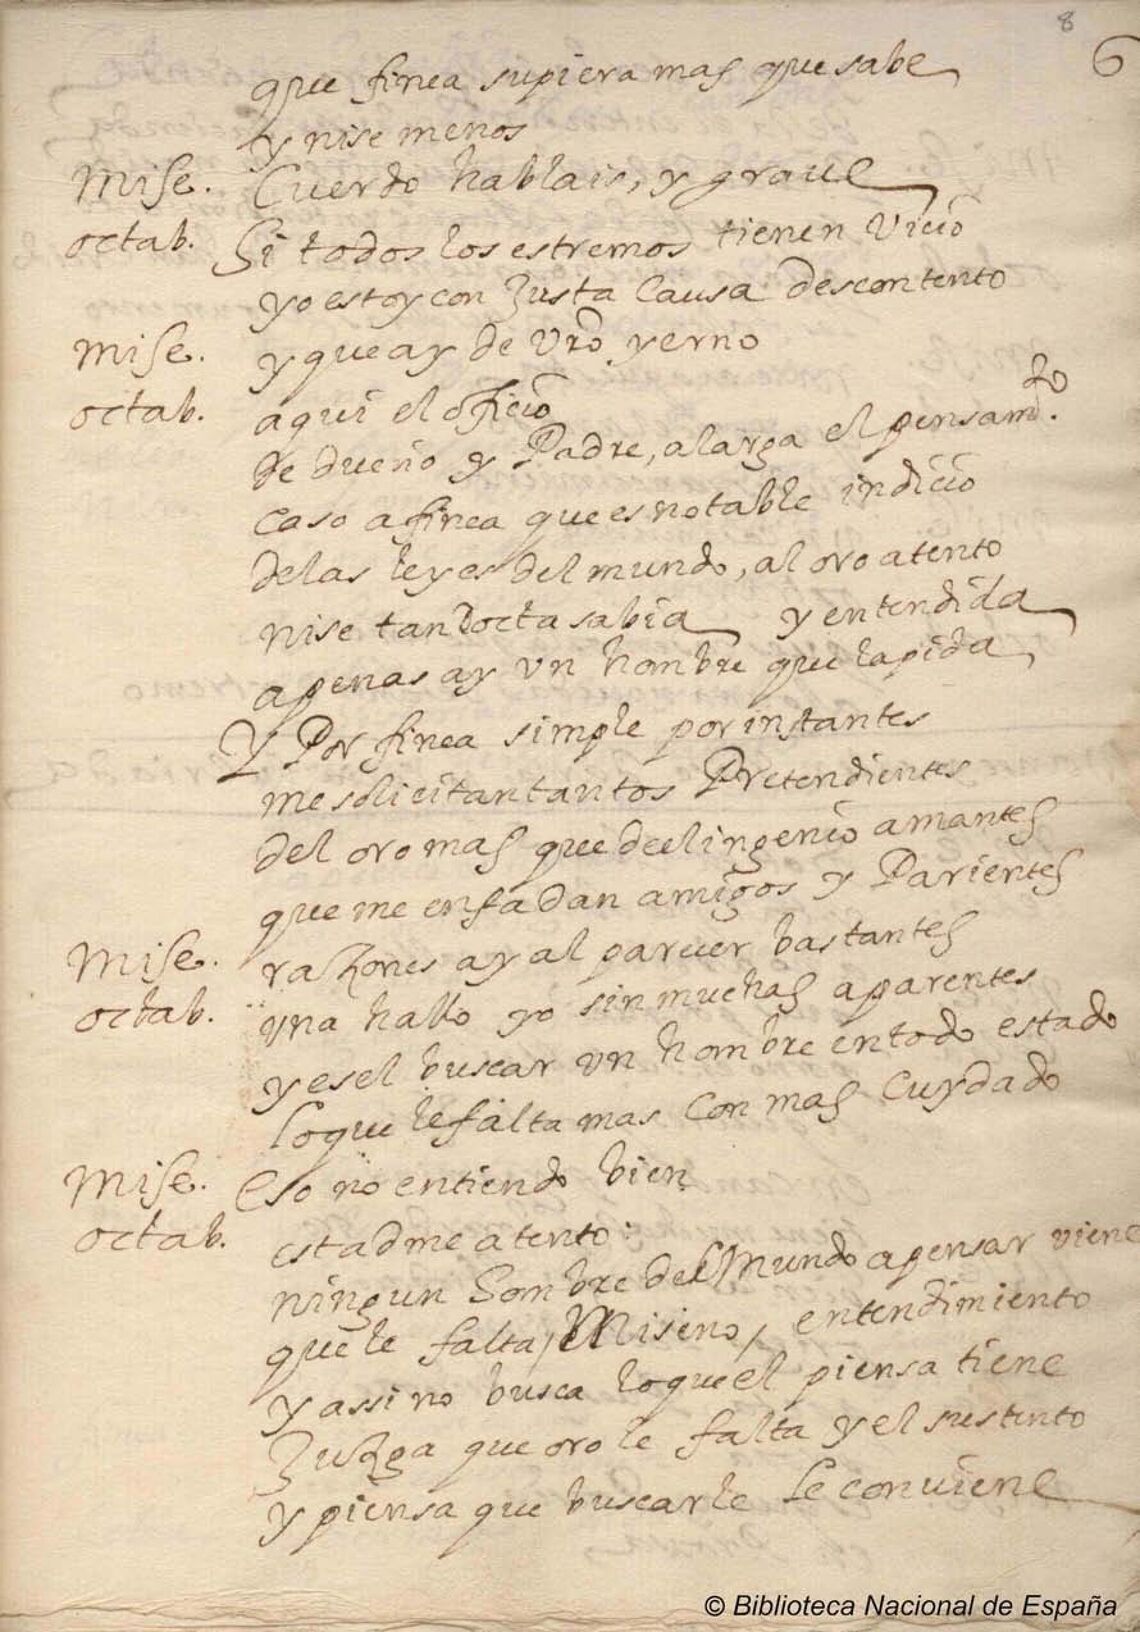 8
6
que finea supiera mas que sabe
y nise menos
Mise. Cuerdo hablais, y graue
octab. Si todos los estremos tienen Vicio
yo estoy con Justa Causa descontento
mise. y que ay de Vro yerno
octab. aqui el oficio
de dueño y Padre, alarga el pensamto.
caso a finea que es notable indicio
de las leyes del mundo, al oro atento
nise tan docta sabia y entendida
apenas ay vn hombre que la pida
Y Por finea simple por instantes
me solicitan tantos Pretendientes
del oro mas que de el ingenio amantes
que me enfadan amigos y Parientes
Mise. razones ay al parecer bastantes
octab. vna hallo yo sin muchas aparentes
y es el buscar vn hombre en todo estado
lo que le falta mas con mas Cuydado
Mise. Eso no entiendo bien
octab. estadme atento:
ningun hombre del Mundo a pensar viene
que le falta, Miseno, entendimiento
y assi no busca lo que el piensa tiene
Juzga que oro le falta y el sustento
y piensa que buscarle le conuiene
© Biblioteca Nacional de España